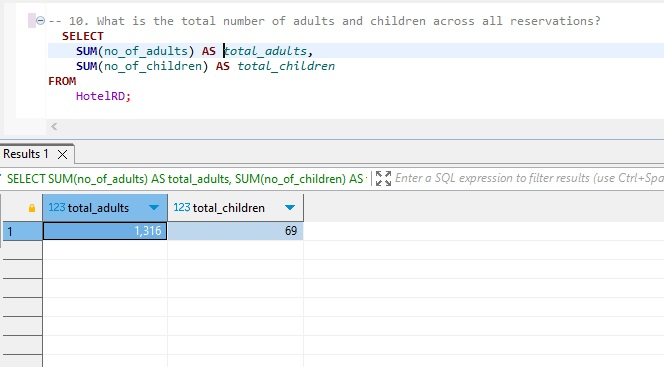 -- 10. What is the total number of adults and children across all reservations?
SELECT
SUM(no_of_adults) AS total_adults,
SUM(no_of_children) AS total_children
FROM
HotelRD;
Results 1
SELECT SUM(no_of_adults) AS total_adults, SUM(no_of_children) AS
Enter a SQL expression to filter results (use Ctrl+Spa
123 total_adults 123 total_children
1 1,316 69